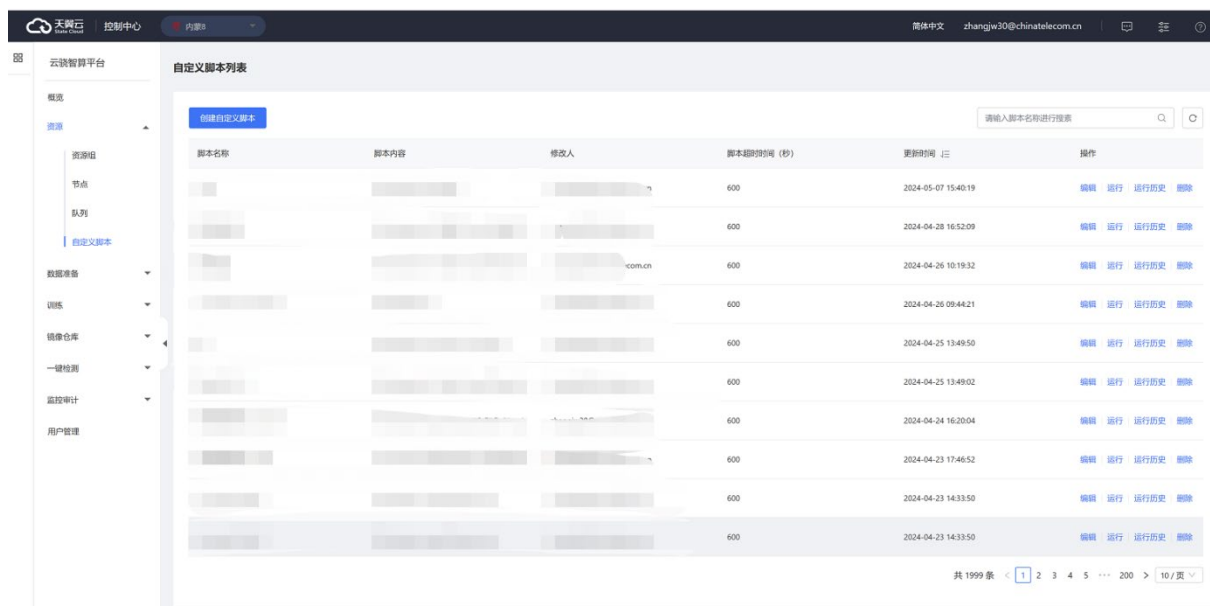 天翼云 State Cloud 控制中心 内蒙B 简体中文 zhangjw30@chinatelecom.cn
云骁智算平台
概览
资源
资源组
节点
队列
自定义脚本
数据准备
训练
镜像仓库
一键检测
监控审计
用户管理
自定义脚本列表
创建自定义脚本 请输入脚本名称进行搜索
脚本名称 脚本内容 修改人 脚本超时时间（秒） 更新时间 操作
600 2024-05-07 15:40:19 编辑 运行 运行历史 删除
600 2024-04-28 16:52:09 编辑 运行 运行历史 删除
ecom.cn 600 2024-04-26 10:19:32 编辑 运行 运行历史 删除
600 2024-04-26 09:44:21 编辑 运行 运行历史 删除
600 2024-04-25 13:49:50 编辑 运行 运行历史 删除
600 2024-04-25 13:49:02 编辑 运行 运行历史 删除
600 2024-04-24 16:20:04 编辑 运行 运行历史 删除
600 2024-04-23 17:46:52 编辑 运行 运行历史 删除
600 2024-04-23 14:33:50 编辑 运行 运行历史 删除
600 2024-04-23 14:33:50 编辑 运行 运行历史 删除
共 1999 条 < 1 2 3 4 5 ··· 200 > 10 / 页